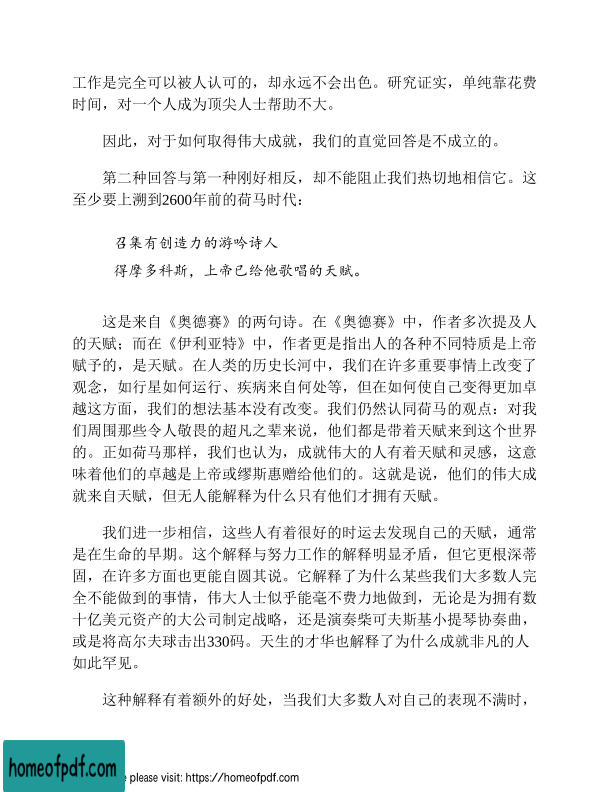 工作是完全可以被人认可的，却永远不会出色。研究证实，单纯靠花费
时间，对一个人成为顶尖人士帮助不大。
因此，对于如何取得伟大成就，我们的直觉回答是不成立的。
第二种回答与第一种刚好相反，却不能阻止我们热切地相信它。这
至少要上溯到2600年前的荷马时代：
召集有创造力的游吟诗人
得摩多科斯，上帝已给他歌唱的天赋。
这是来自《奥德赛》的两句诗。在《奥德赛》中，作者多次提及人
的天赋；而在《伊利亚特》中，作者更是指出人的各种不同特质是上帝
赋予的，是天赋。在人类的历史长河中，我们在许多重要事情上改变了
观念，如行星如何运行、疾病来自何处等，但在如何使自己变得更加卓
越这方面，我们的想法基本没有改变。我们仍然认同荷马的观点：对我
们周围那些令人敬畏的超凡之辈来说，他们都是带着天赋来到这个世界
的。正如荷马那样，我们也认为，成就伟大的人有着天赋和灵感，这意
味着他们的卓越是上帝或缪斯惠赠给他们的。这就是说，他们的伟大成
就来自天赋，但无人能解释为什么只有他们才拥有天赋。
我们进一步相信，这些人有着很好的时运去发现自己的天赋，通常
是在生命的早期。这个解释与努力工作的解释明显矛盾，但它更根深蒂
固，在许多方面也更能自圆其说。它解释了为什么某些我们大多数人完
全不能做到的事情，伟大人士似乎能毫不费力地做到，无论是为拥有数
十亿美元资产的大公司制定战略，还是演奏柴可夫斯基小提琴协奏曲，
或是将高尔夫球击出330码。天生的才华也解释了为什么成就非凡的人
如此罕见。
这种解释有着额外的好处，当我们大多数人对自己的表现不满时，
homeofpdf.com
please visit: https://homeofpdf.com